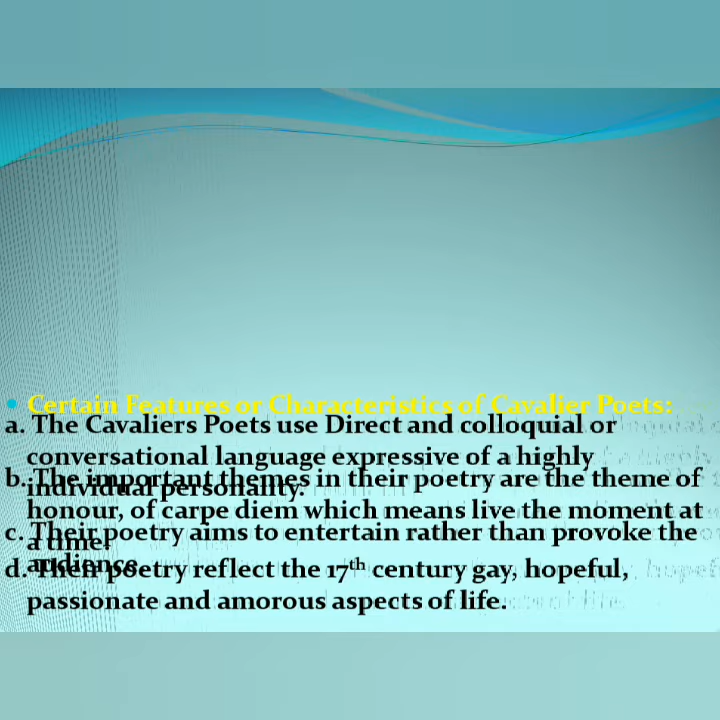 Certain Features or Characteristics of Cavalier Poets:
a. The Cavaliers Poets use Direct and colloquial or
conversational language expressive of a highly
individual personality.
b. The important themes in their poetry are the theme of
honour, of carpe diem which means live the moment at
a time.
c. Their poetry aims to entertain rather than provoke the
audience.
d. Their poetry reflect the 17th century gay, hopeful,
passionate and amorous aspects of life.